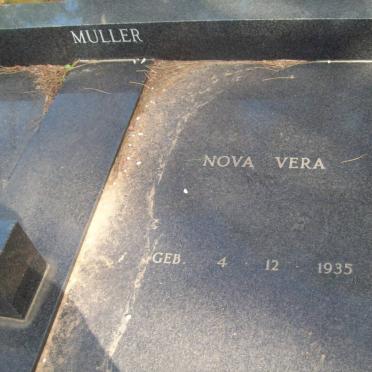 MULLER
NOVA VERA
GEB. 4 · 12 · 1935